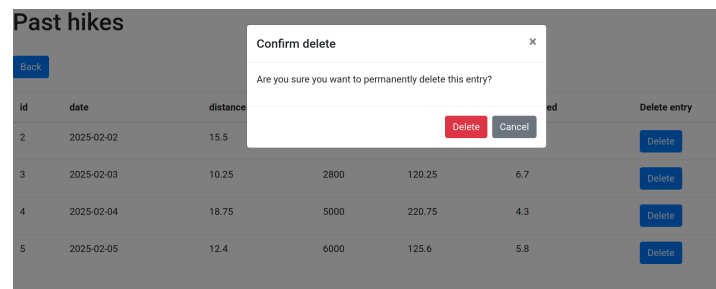 Past hikes
Confirm delete ×
Back
Are you sure you want to permanently delete this entry?
id date distance ed Delete entry
Delete Cancel
2 2025-02-02 15.5 Delete
3 2025-02-03 10.25 2800 120.25 6.7 Delete
4 2025-02-04 18.75 5000 220.75 4.3 Delete
5 2025-02-05 12.4 6000 125.6 5.8 Delete